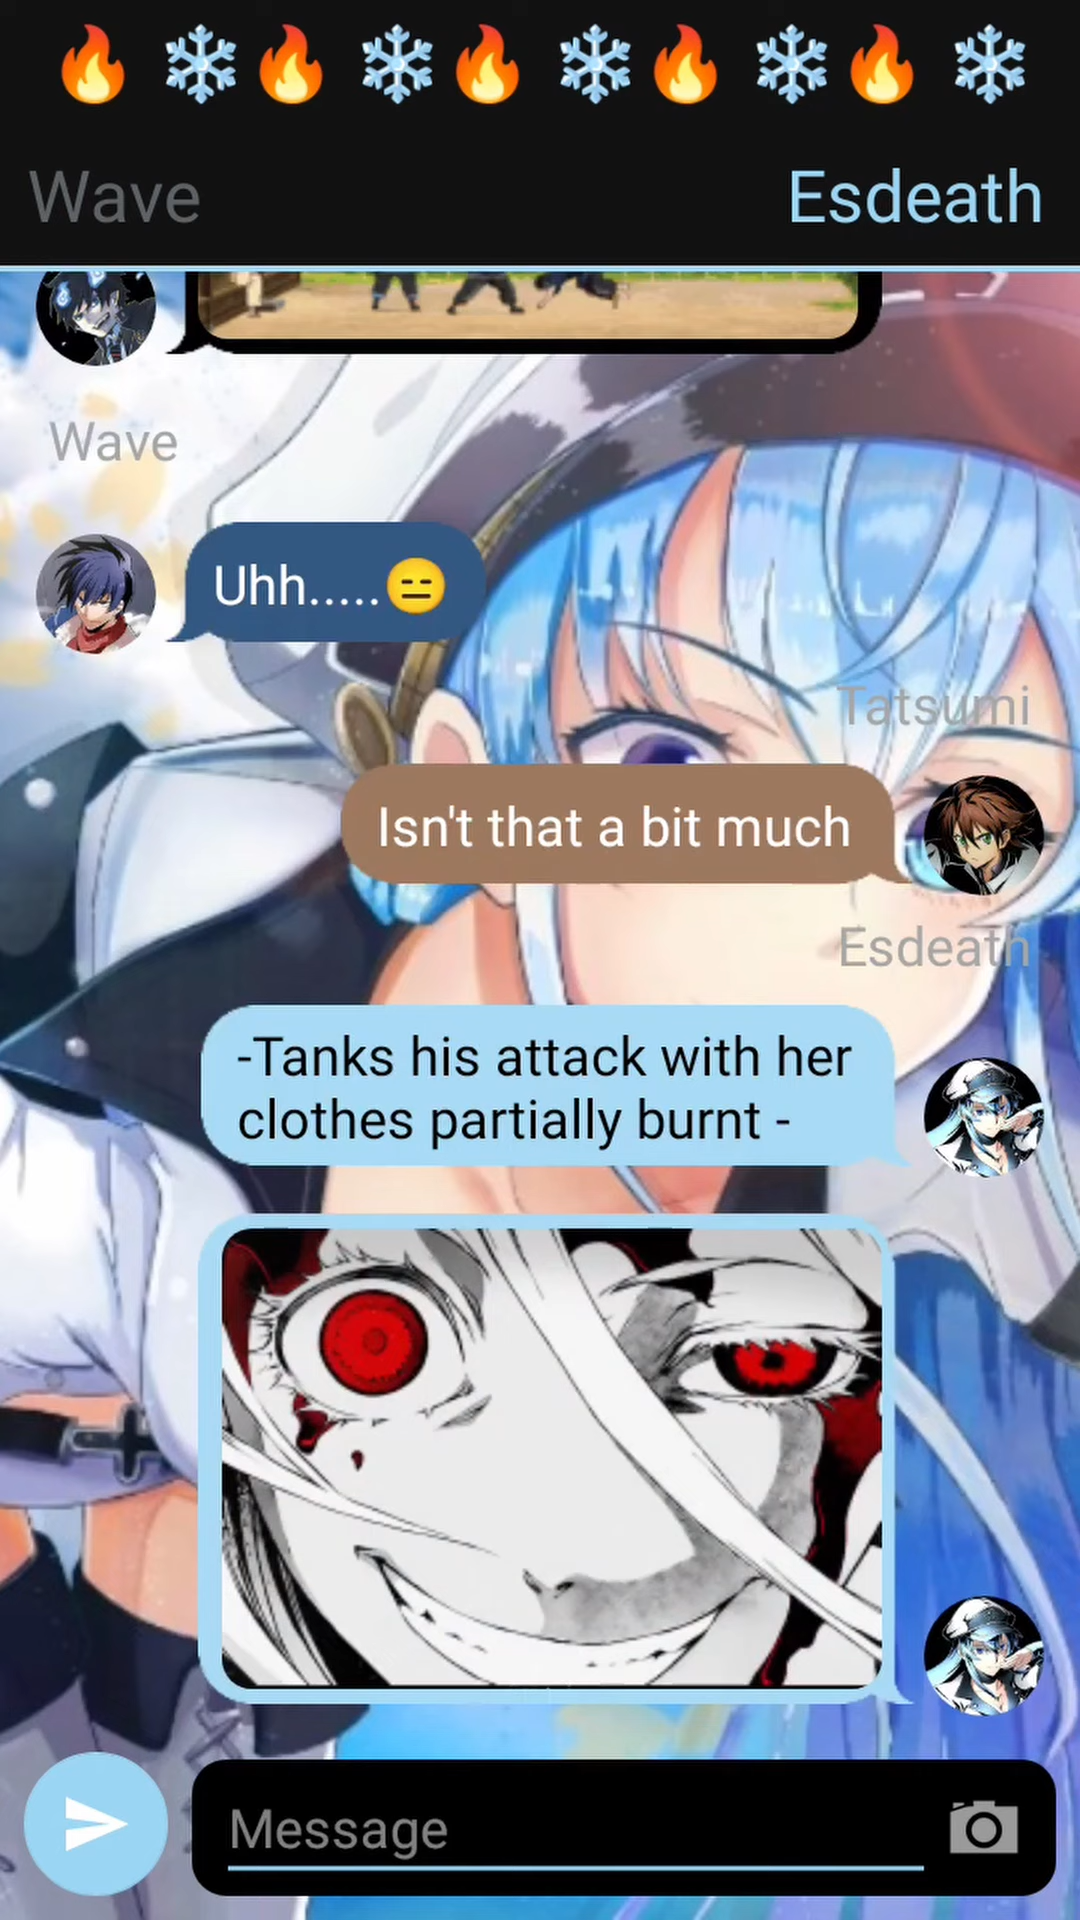 🔥 ❄️🔥 ❄️🔥 ❄️🔥 ❄️🔥 ❄️
Wave
Esdeath
Wave
Uhh.....😑
Tatsumi
Isn't that a bit much
Esdeath
-Tanks his attack with her
clothes partially burnt -
Message